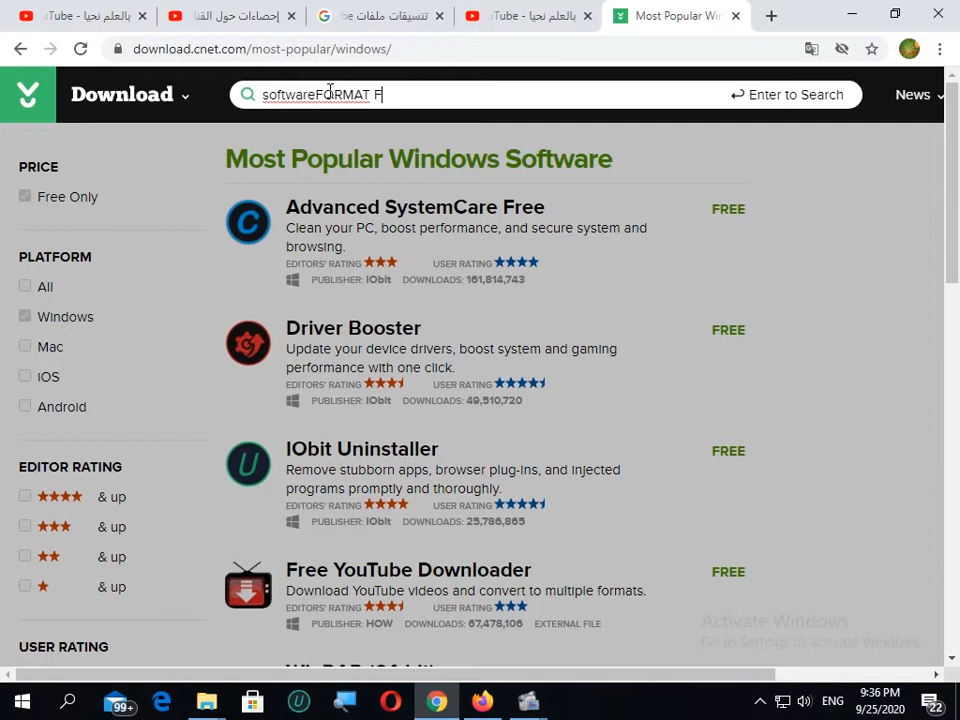 بالعلم نحيا - uTube
إحصاءات حول القنا
تنسيقات ملفات ube
بالعلم نحيا - uTube
Most Popular Win
download.cnet.com/most-popular/windows/
Download
softwareFORMAT F
Enter to Search
News
PRICE
Free Only
PLATFORM
All
Windows
Mac
iOS
Android
EDITOR RATING
& up
& up
& up
& up
USER RATING
Most Popular Windows Software
Advanced SystemCare Free
FREE
Clean your PC, boost performance, and secure system and
browsing.
EDITORS' RATING
USER RATING
PUBLISHER: IObit DOWNLOADS: 161,814,743
Driver Booster
FREE
Update your device drivers, boost system and gaming
performance with one click.
EDITORS' RATING
USER RATING
PUBLISHER: IObit DOWNLOADS: 49,510,720
IObit Uninstaller
FREE
Remove stubborn apps, browser plug-ins, and injected
programs promptly and thoroughly.
EDITORS' RATING
USER RATING
PUBLISHER: IObit DOWNLOADS: 25,786,865
Free YouTube Downloader
FREE
Download YouTube videos and convert to multiple formats.
EDITORS' RATING
USER RATING
PUBLISHER: HOW DOWNLOADS: 67,478,106 EXTERNAL FILE
Activate Windows
Go to Settings to activate Windows.
99+
ENG
9:36 PM
9/25/2020
22